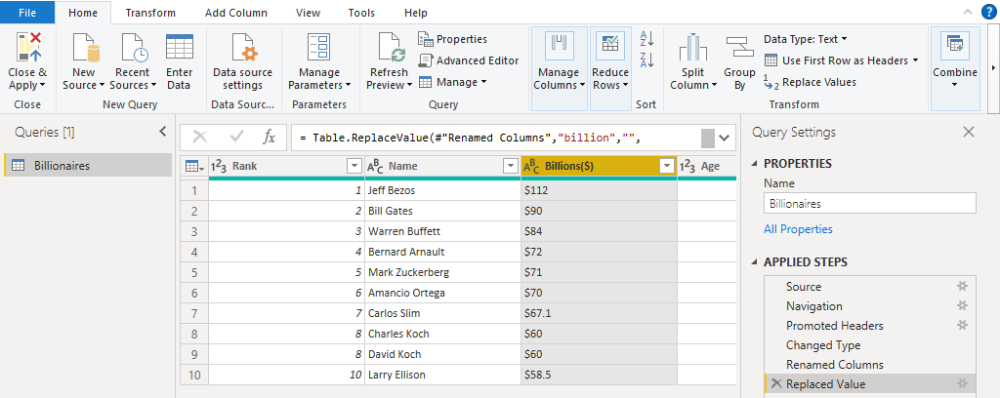 File Home Transform Add Column View Tools Help
Close & Apply New Source Recent Sources Enter Data Data source settings Manage Parameters Refresh Preview Properties Advanced Editor Manage Manage Columns Reduce Rows Split Column Group By Data Type: Text Use First Row as Headers Replace Values Combine
Close New Query Data Sourc... Parameters Query Sort Transform
Queries [1]
Billionaires
= Table.ReplaceValue(#"Renamed Columns","billion","",
Rank Name Billions($) Age
1 1 Jeff Bezos $112
2 2 Bill Gates $90
3 3 Warren Buffett $84
4 4 Bernard Arnault $72
5 5 Mark Zuckerberg $71
6 6 Amancio Ortega $70
7 7 Carlos Slim $67.1
8 8 Charles Koch $60
9 8 David Koch $60
10 10 Larry Ellison $58.5
Query Settings
PROPERTIES
Name
Billionaires
All Properties
APPLIED STEPS
Source
Navigation
Promoted Headers
Changed Type
Renamed Columns
Replaced Value